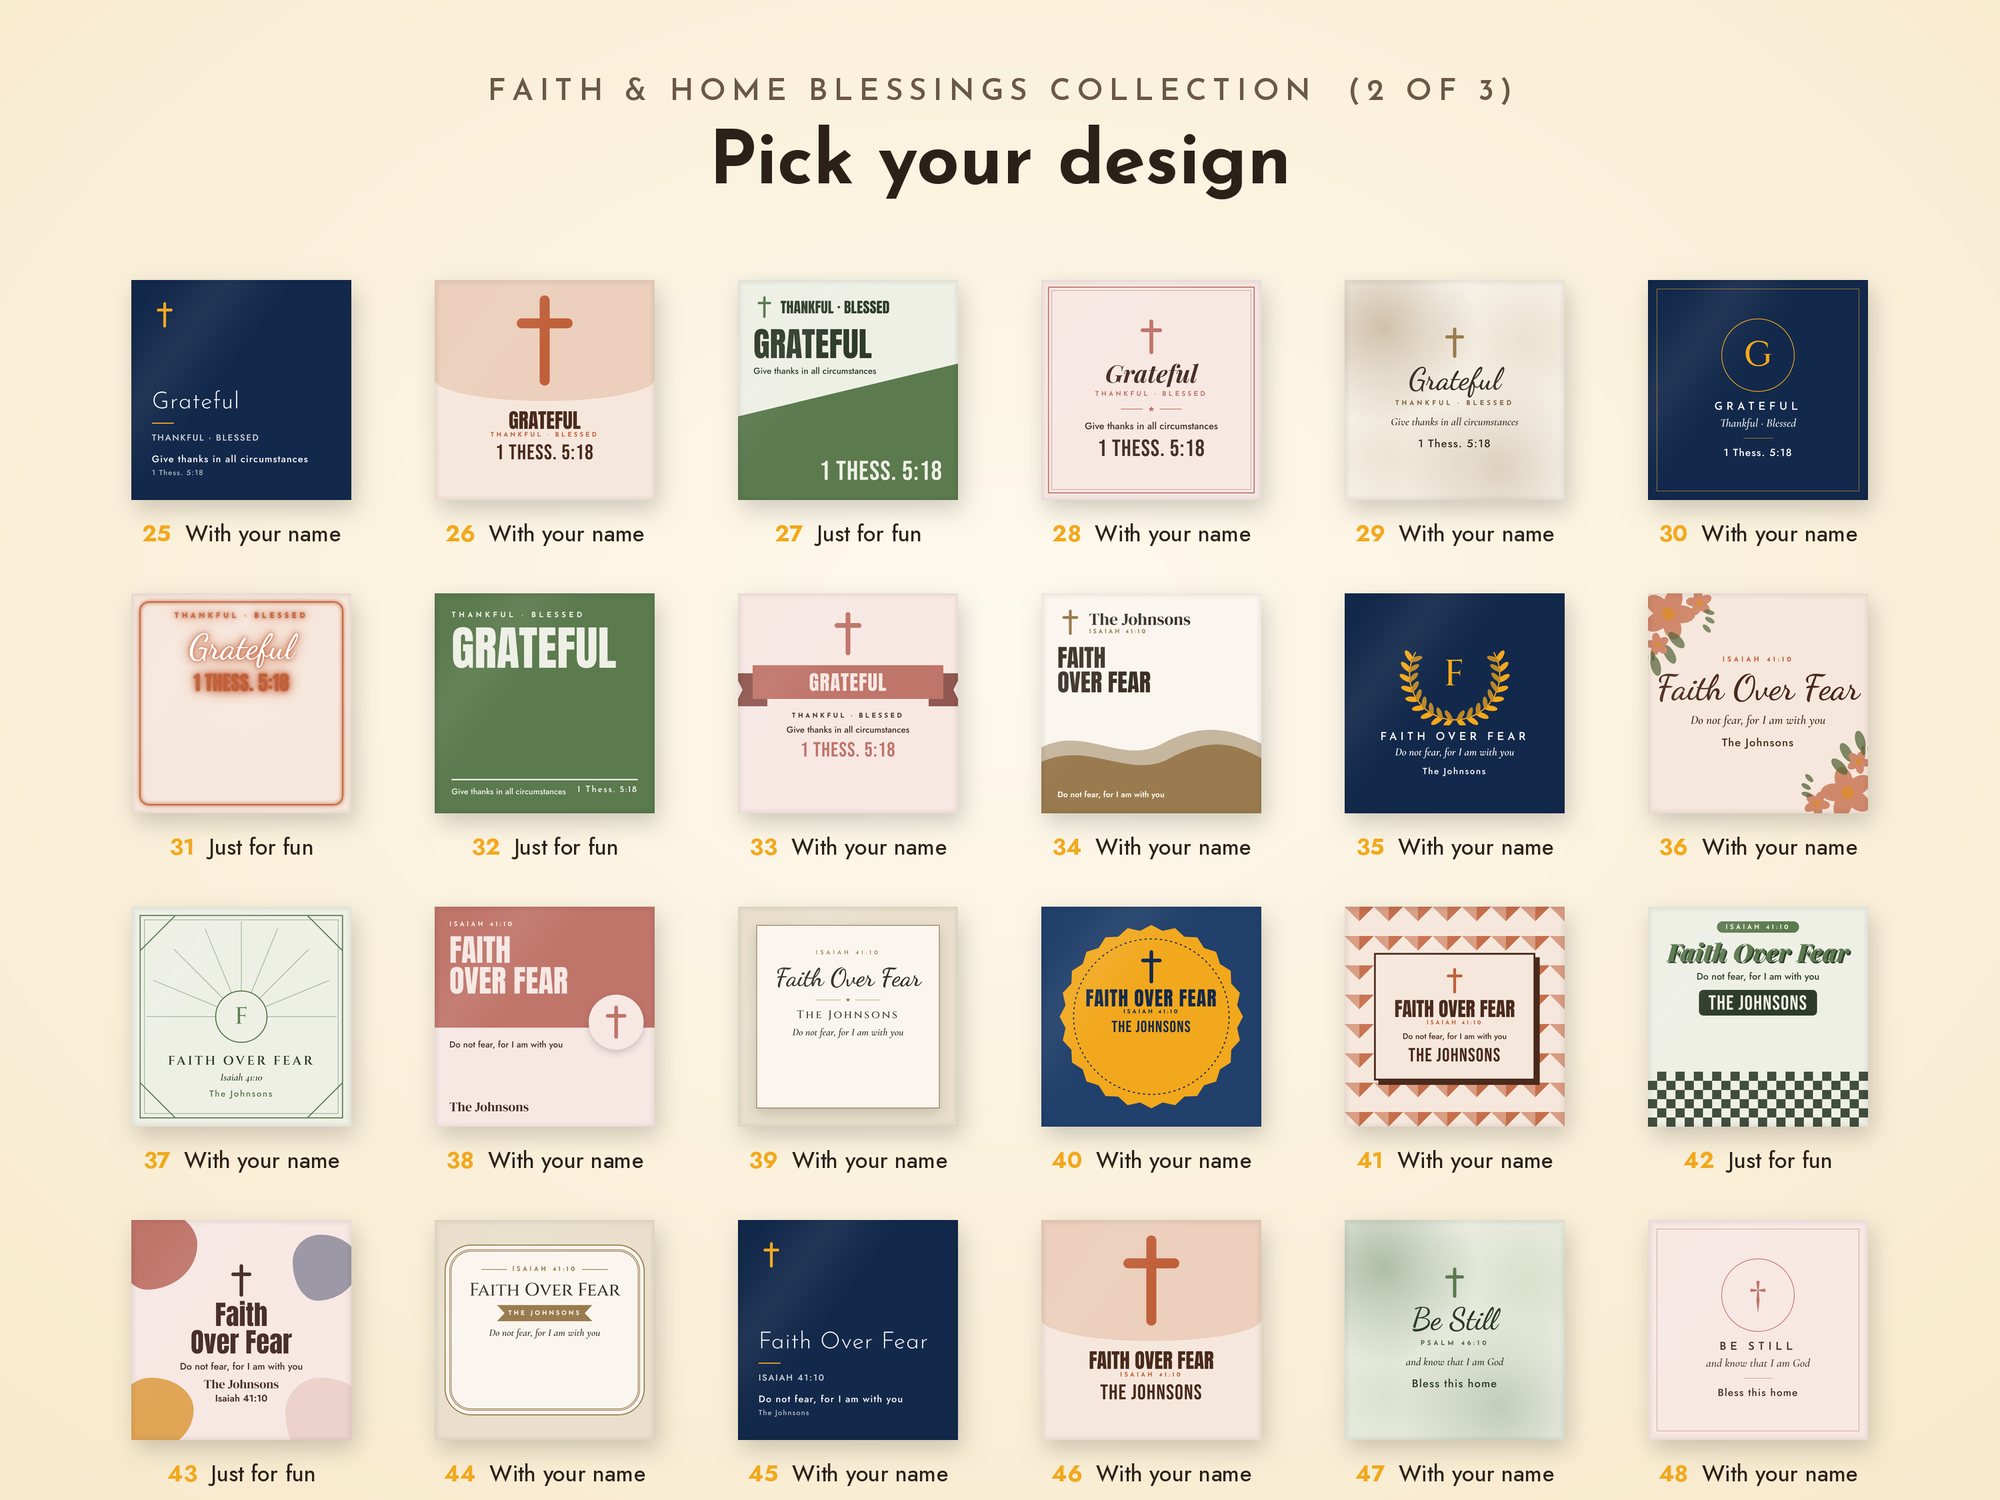 FAITH & HOME BLESSINGS COLLECTION (2 OF 3)
Pick your design
Grateful
THANKFUL · BLESSED
Give thanks in all circumstances
1 Thess. 5:18
25 With your name
GRATEFUL
THANKFUL · BLESSED
1 THESS. 5:18
26 With your name
THANKFUL · BLESSED
GRATEFUL
Give thanks in all circumstances
1 THESS. 5:18
27 Just for fun
Grateful
THANKFUL · BLESSED
Give thanks in all circumstances
1 THESS. 5:18
28 With your name
Grateful
THANKFUL · BLESSED
Give thanks in all circumstances
1 Thess. 5:18
29 With your name
G
GRATEFUL
Thankful · Blessed
1 Thess. 5:18
30 With your name
THANKFUL · BLESSED
Grateful
1 THESS. 5:18
31 Just for fun
THANKFUL · BLESSED
GRATEFUL
Give thanks in all circumstances 1 Thess. 5:18
32 Just for fun
GRATEFUL
THANKFUL · BLESSED
Give thanks in all circumstances
1 THESS. 5:18
33 With your name
The Johnsons
ISAIAH 41:10
FAITH
OVER FEAR
Do not fear, for I am with you
34 With your name
F
FAITH OVER FEAR
Do not fear, for I am with you
The Johnsons
35 With your name
ISAIAH 41:10
Faith Over Fear
Do not fear, for I am with you
The Johnsons
36 With your name
F
FAITH OVER FEAR
Isaiah 41:10
The Johnsons
37 With your name
ISAIAH 41:10
FAITH
OVER FEAR
Do not fear, for I am with you
The Johnsons
38 With your name
ISAIAH 41:10
Faith Over Fear
THE JOHNSONS
Do not fear, for I am with you
39 With your name
FAITH OVER FEAR
ISAIAH 41:10
THE JOHNSONS
40 With your name
FAITH OVER FEAR
ISAIAH 41:10
Do not fear, for I am with you
THE JOHNSONS
41 With your name
ISAIAH 41:10
Faith Over Fear
Do not fear, for I am with you
THE JOHNSONS
42 Just for fun
Faith
Over Fear
Do not fear, for I am with you
The Johnsons
Isaiah 41:10
43 Just for fun
ISAIAH 41:10
FAITH OVER FEAR
THE JOHNSONS
Do not fear, for I am with you
44 With your name
Faith Over Fear
ISAIAH 41:10
Do not fear, for I am with you
The Johnsons
45 With your name
FAITH OVER FEAR
ISAIAH 41:10
THE JOHNSONS
46 With your name
Be Still
PSALM 46:10
and know that I am God
Bless this home
47 With your name
BE STILL
and know that I am God
Bless this home
48 With your name